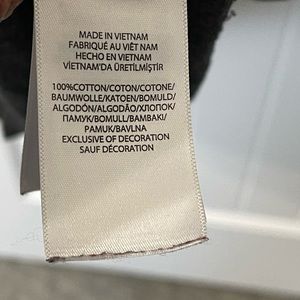 MADE IN VIETNAM
FABRIQUÉ AU VIÊT NAM
HECHO EN VIETNAM
VİETNAM'DA ÜRETİLMİŞTİR
100%COTTON/COTON/COTONE/
BAUMWOLLE/KATOEN/BOMULD/
ALGODÓN/ALGODÃO/ХЛОПОК/
ПАМУК/BOMULL/BAMBAKI/
PAMUK/BAVLNA
EXCLUSIVE OF DECORATION
SAUF DÉCORATION